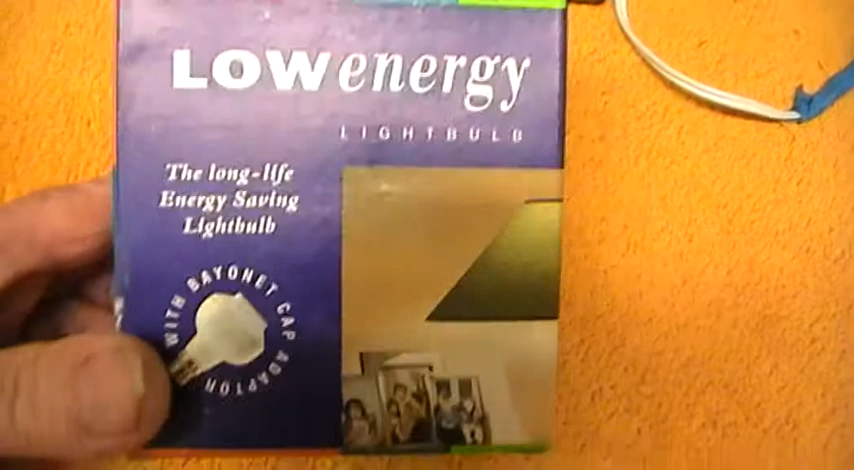 LOWenergy
LIGHTBULB
The long-life
Energy Saving
Lightbulb
WITH BAYONET CAP ADAPTOR